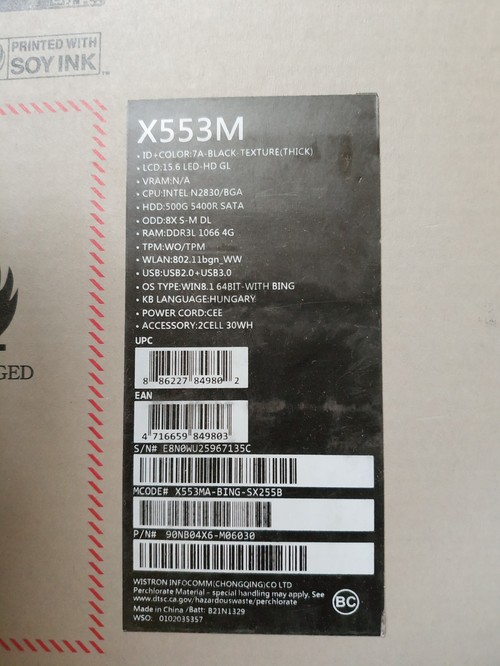 PRINTED WITH
SOY INK
X553M
• ID+COLOR:7A-BLACK TEXTURE(THICK)
• LCD:15.6 LED-HD GL
• VRAM:N/A
• CPU:INTEL N2830/BGA
• HDD:500G 5400R SATA
• ODD:8X S-M DL
• RAM:DDR3L 1066 4G
• TPM:WO/TPM
• WLAN:802.11bgn_WW
• USB:USB2.0+USB3.0
• OS TYPE:WIN8.1 64BIT-WITH BING
• KB LANGUAGE:HUNGARY
• POWER CORD:CEE
• ACCESSORY:2CELL 30WH
UPC
8 86227 84980 2
EAN
4 716659 849803
S/N# E8N0WU25967135C
MCODE# X553MA-BING-SX255B
P/N# 90NB04X6-M06030
WISTRON INFOCOMM(CHONGQING)CO LTD
Perchlorate Material - special handling may apply, See
www.dtsc.ca.gov/hazardouswaste/perchlorate
Made in China /Batt: B21N1329
WSO: 0102035357
BC
GED